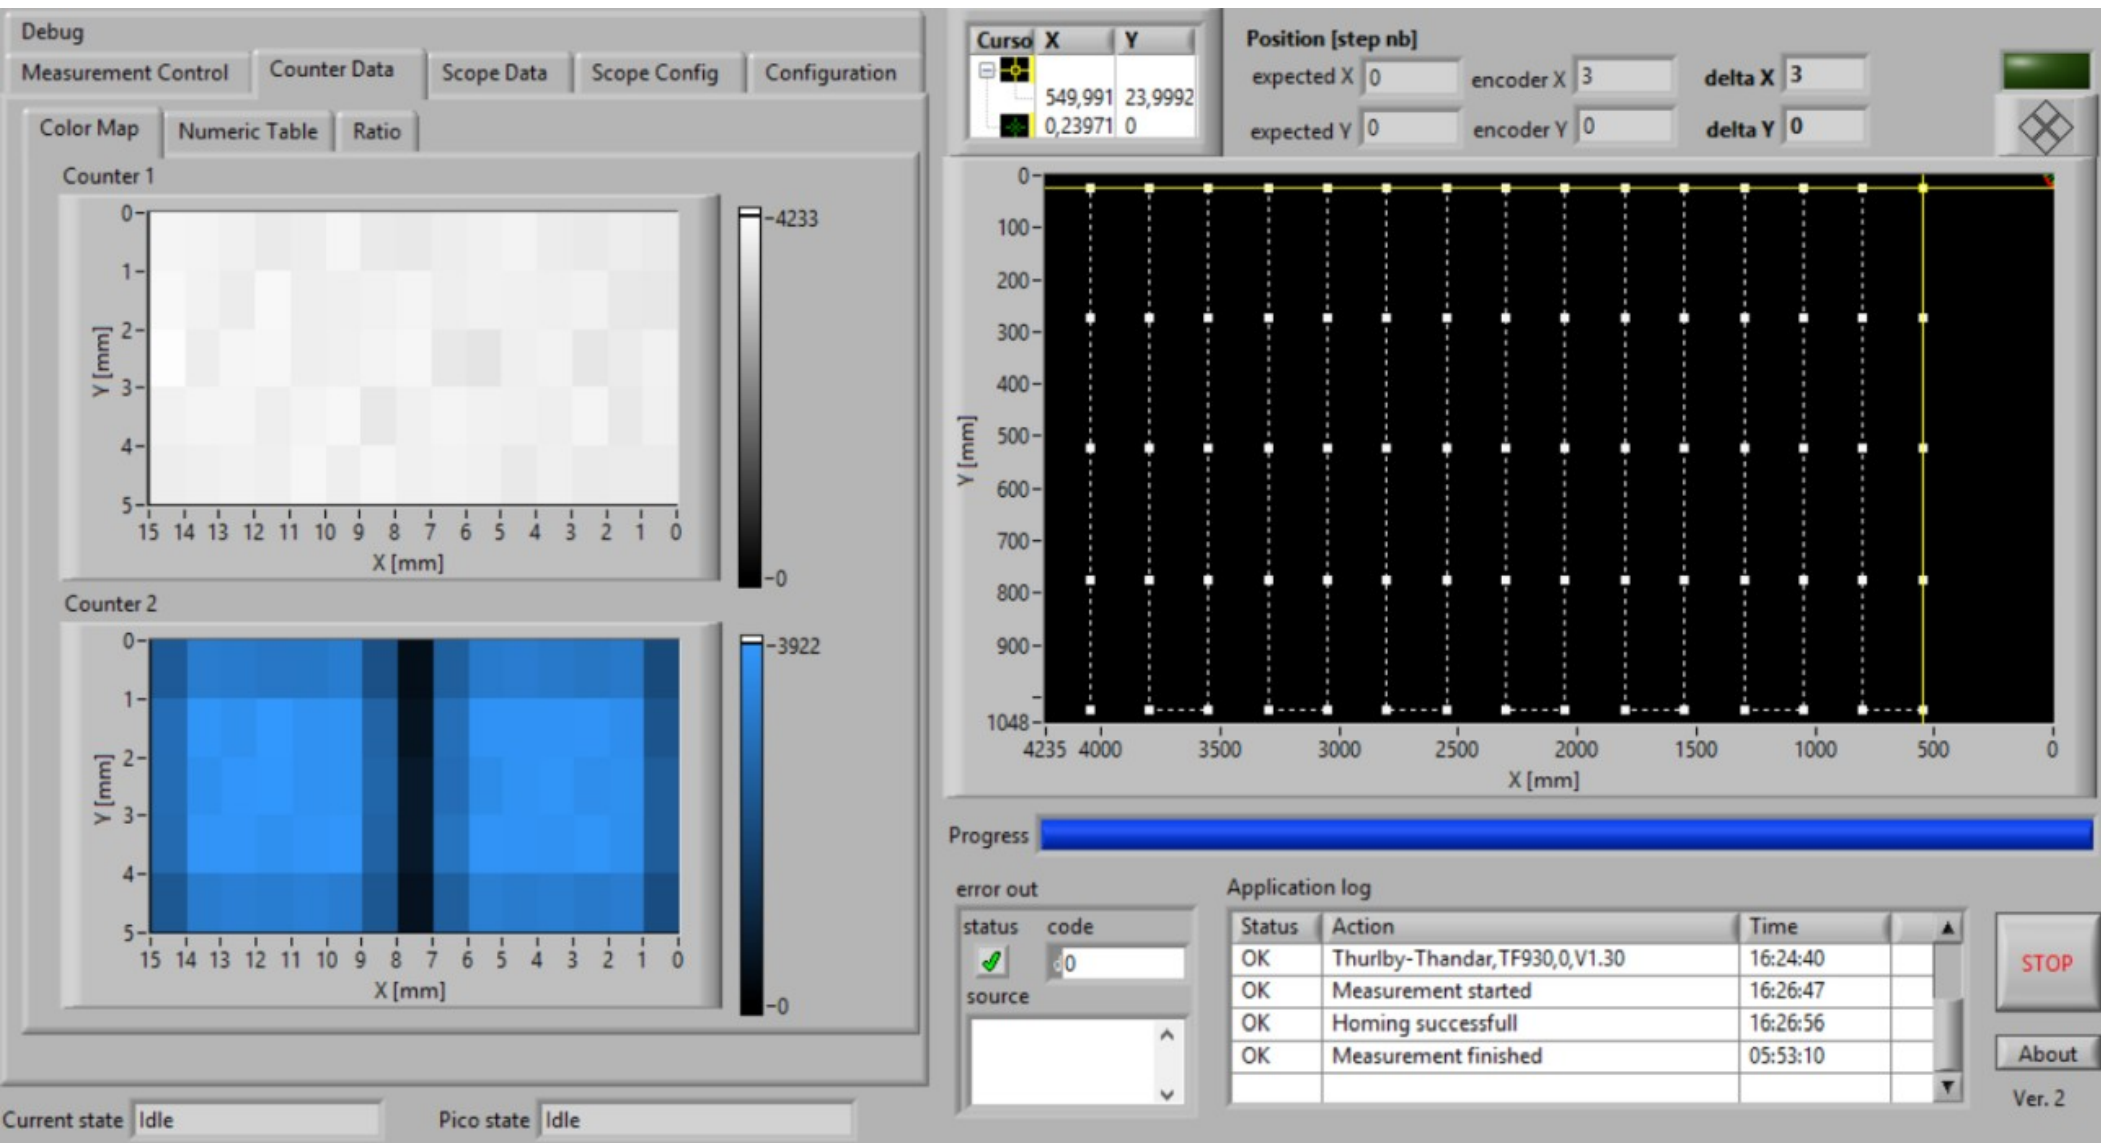 Debug
Measurement Control Counter Data Scope Data Scope Config Configuration
Color Map Numeric Table Ratio
Counter 1
0
1
2
3
4
5
Y [mm]
15 14 13 12 11 10 9 8 7 6 5 4 3 2 1 0
X [mm]
4233
0
Counter 2
0
1
2
3
4
5
Y [mm]
15 14 13 12 11 10 9 8 7 6 5 4 3 2 1 0
X [mm]
3922
0
Current state Idle
Pico state Idle
Curso X Y
549,991 23,9992
0,23971 0
Position [step nb]
expected X 0 encoder X 3 delta X 3
expected Y 0 encoder Y 0 delta Y 0
0
100
200
300
400
500
600
700
800
900
1048
Y [mm]
4235 4000 3500 3000 2500 2000 1500 1000 500 0
X [mm]
Progress
error out
status code
d 0
source
Application log
Status Action Time
OK Thurlby-Thandar,TF930,0,V1.30 16:24:40
OK Measurement started 16:26:47
OK Homing successfull 16:26:56
OK Measurement finished 05:53:10
STOP
About
Ver. 2